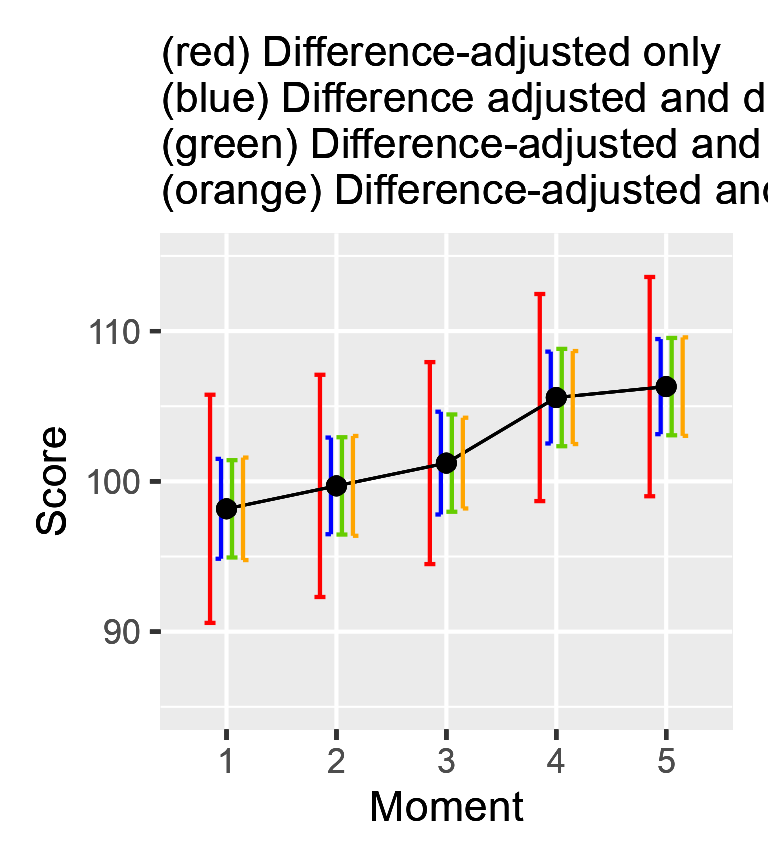 (red) Difference-adjusted only
(blue) Difference adjusted and d
(green) Difference-adjusted and
(orange) Difference-adjusted and
110
100
90
Score
1 2 3 4 5
Moment